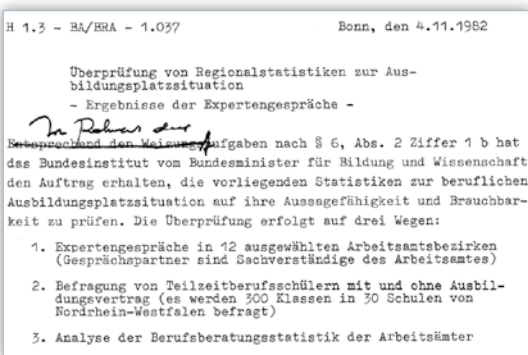 H 1.3 - BA/BRA - 1.037 Bonn, den 4.11.1982
Überprüfung von Regionalstatistiken zur Aus-
bildungsplatzsituation
- Ergebnisse der Expertengespräche -
Im Rahmen der
Entsprechend den Weisungsaufgaben nach § 6, Abs. 2 Ziffer 1 b hat
das Bundesinstitut vom Bundesminister für Bildung und Wissenschaft
den Auftrag erhalten, die vorliegenden Statistiken zur beruflichen
Ausbildungsplatzsituation auf ihre Aussagefähigkeit und Brauchbar-
keit zu prüfen. Die Überprüfung erfolgt auf drei Wegen:
1. Expertengespräche in 12 ausgewählten Arbeitsamtsbezirken
(Gesprächspartner sind Sachverständige des Arbeitsamtes)
2. Befragung von Teilzeitberufsschülern mit und ohne Ausbil-
dungsvertrag (es werden 300 Klassen in 30 Schulen von
Nordrhein-Westfalen befragt)
3. Analyse der Berufsberatungsstatistik der Arbeitsämter